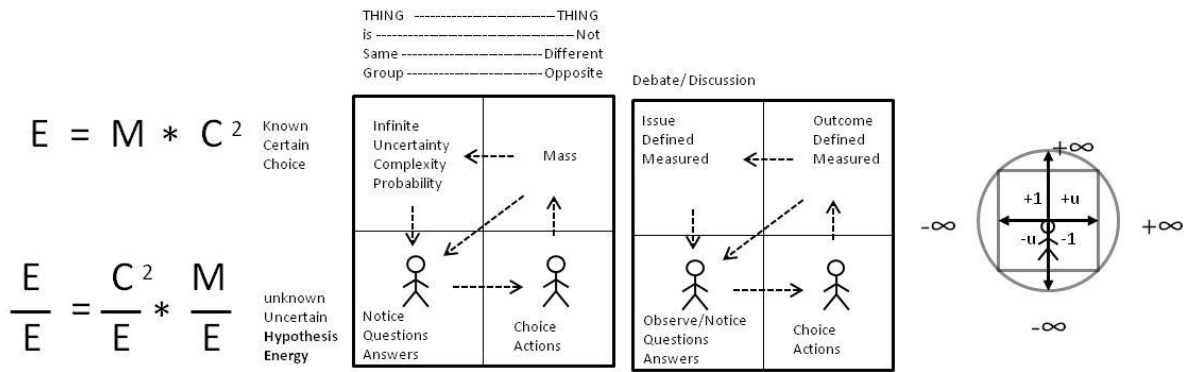 E = M * C 2
E C 2 M
= *
E E E
Known
Certain
Choice
unknown
Uncertain
Hypothesis
Energy
THING ---------------------------- THING
is ------------------------------------- Not
Same --------------------------- Different
Group -------------------------- Opposite
Infinite
Uncertainty
Complexity
Probability
Mass
Notice
Questions
Answers
Choice
Actions
Debate/ Discussion
Issue
Defined
Measured
Outcome
Defined
Measured
Observe/Notice
Questions
Answers
Choice
Actions
+∞
+1 +u
-∞ +∞
-u -1
-∞